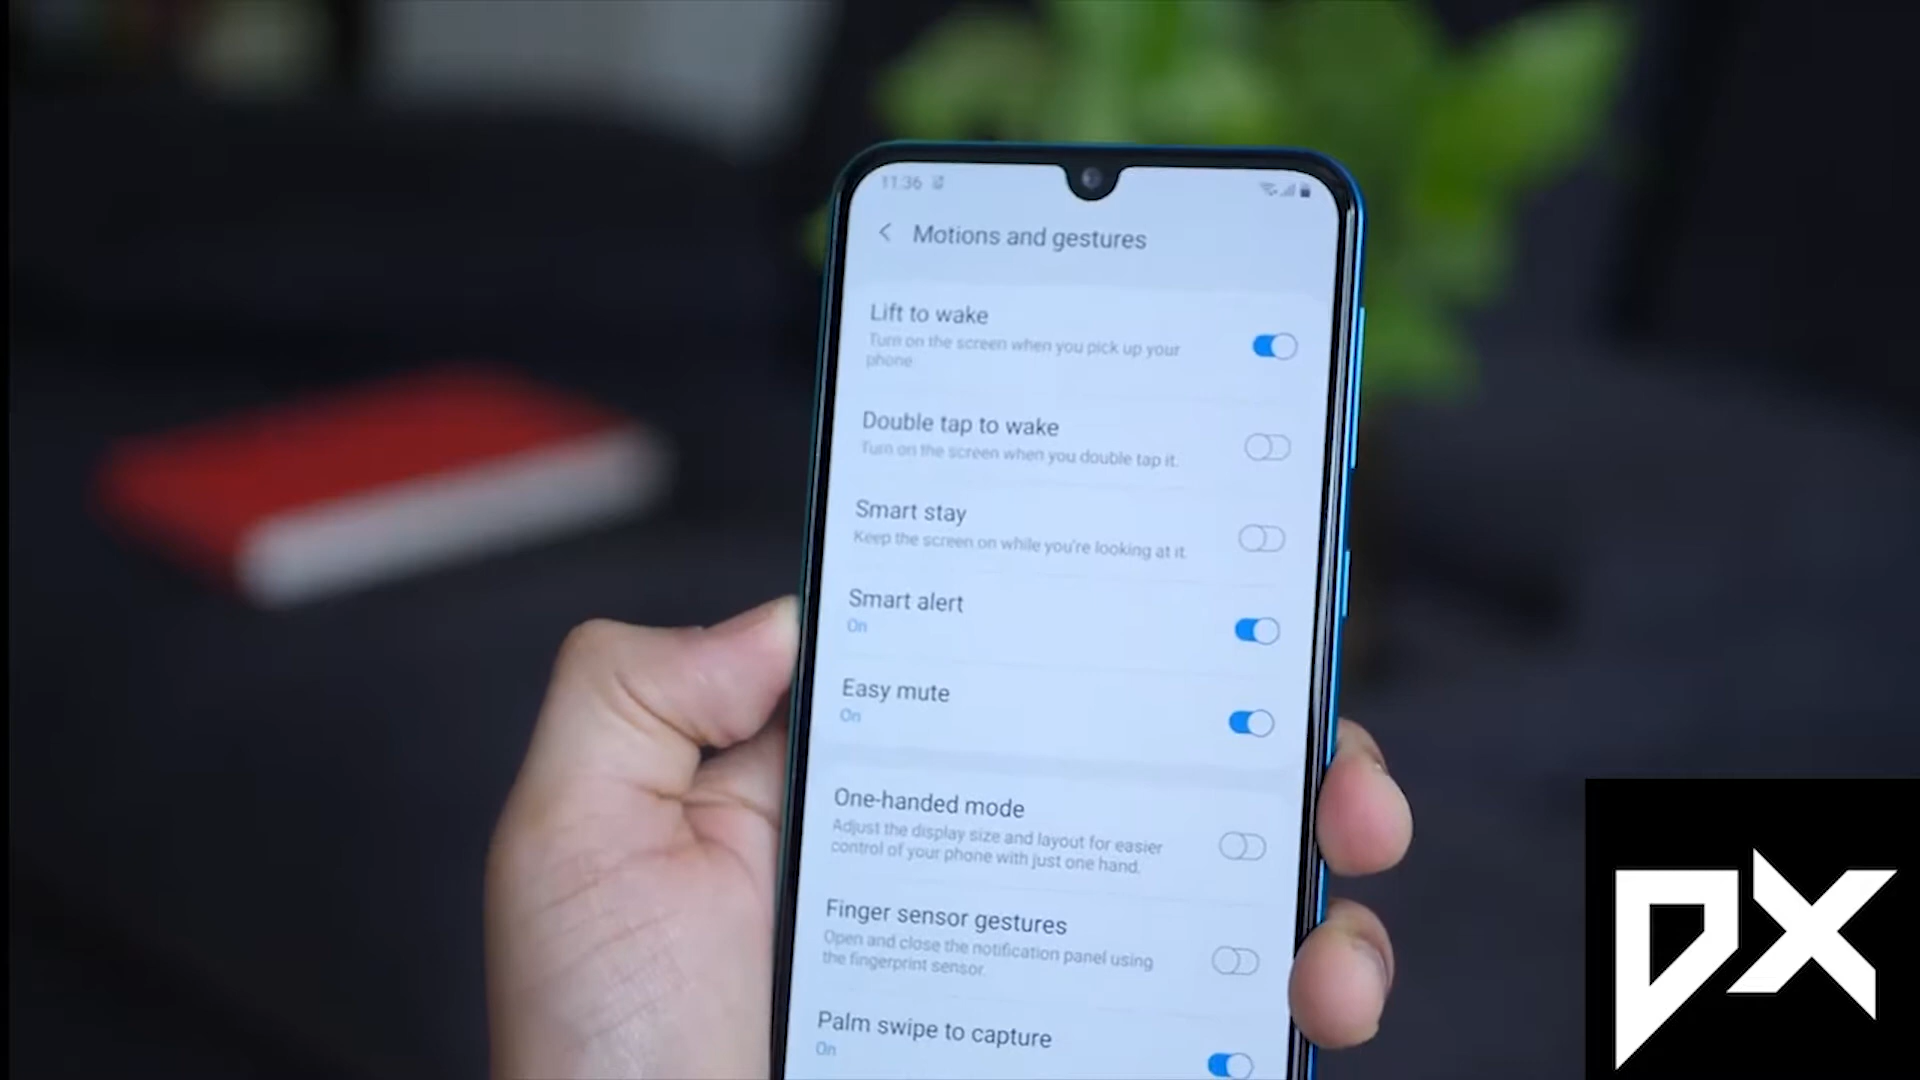 11:36
Motions and gestures
Lift to wake
Turn on the screen when you pick up your
phone
Double tap to wake
Turn on the screen when you double tap it.
Smart stay
Keep the screen on while you're looking at it
Smart alert
On
Easy mute
On
One-handed mode
Adjust the display size and layout for easier
control of your phone with just one hand.
Finger sensor gestures
Open and close the notification panel using
the fingerprint sensor.
Palm swipe to capture
On
DX